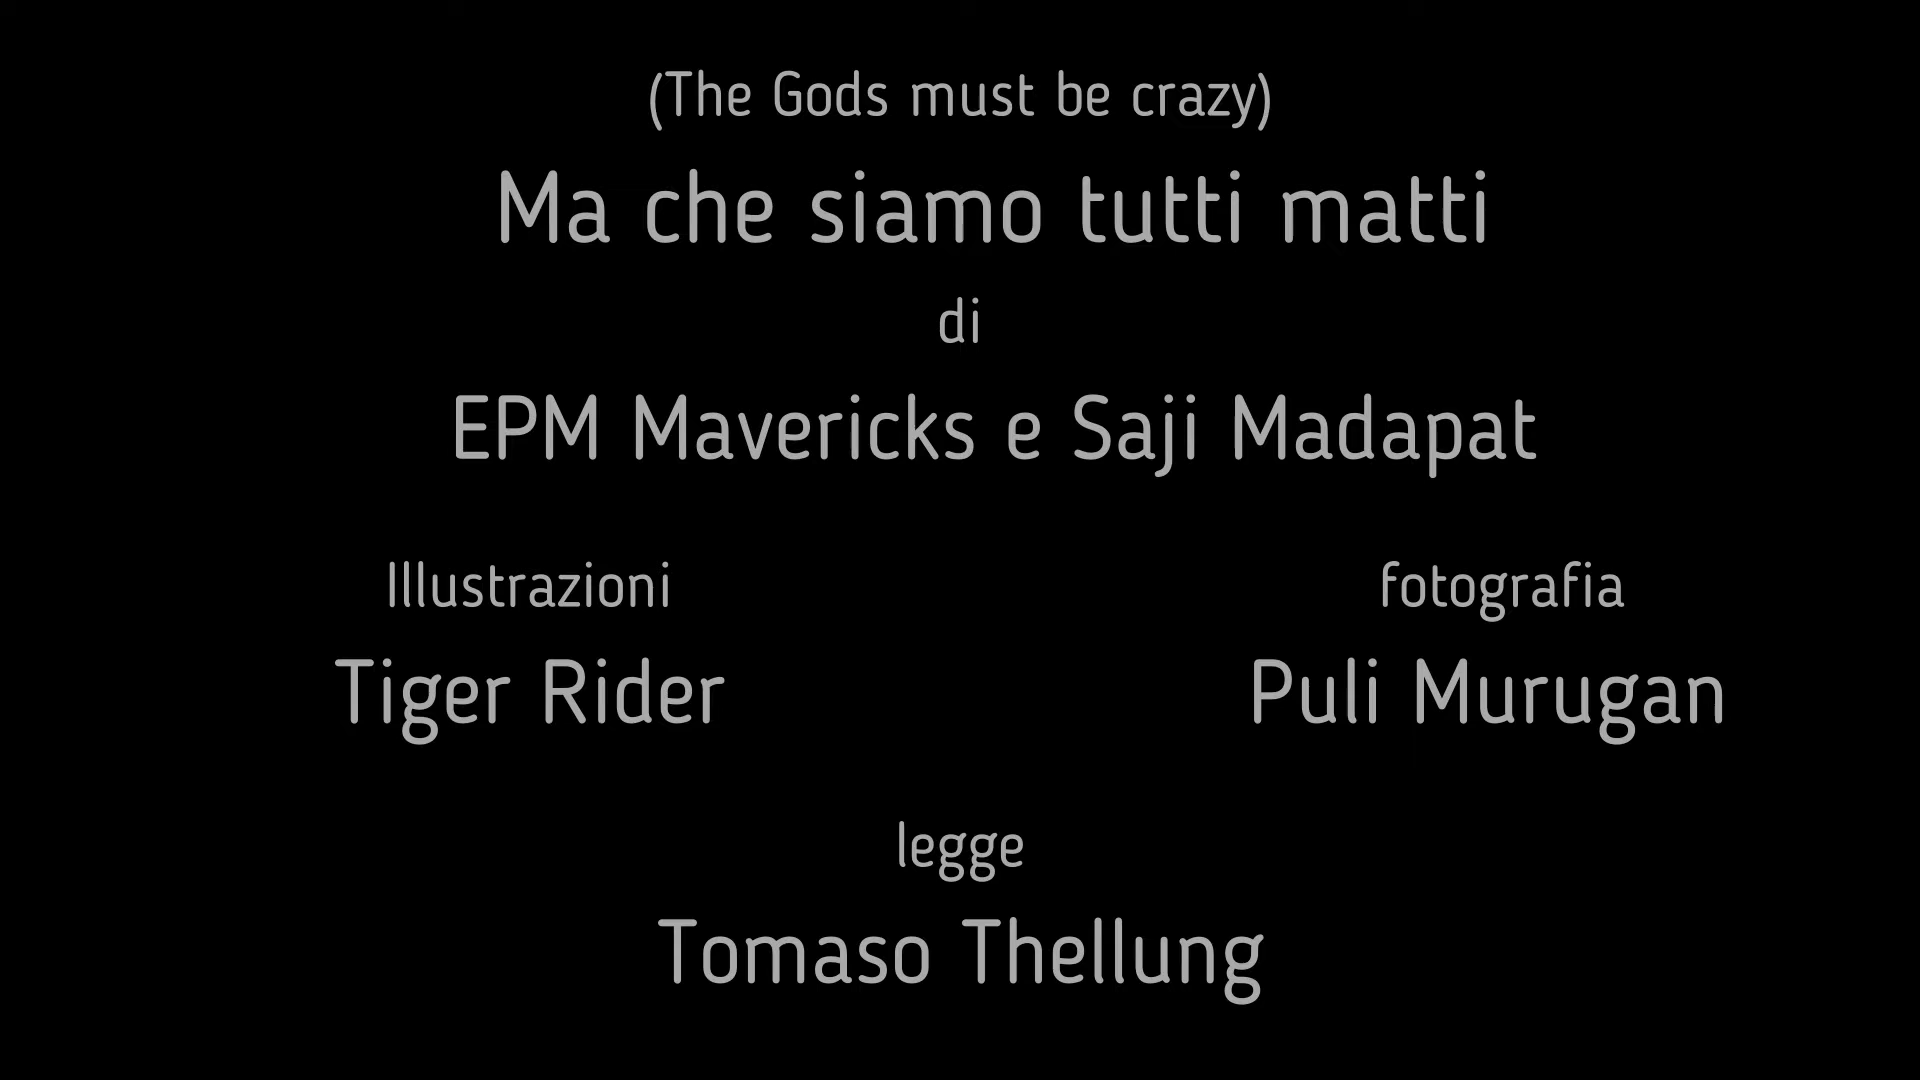 (The Gods must be crazy)
Ma che siamo tutti matti
di
EPM Mavericks e Saji Madapat
Illustrazioni
fotografia
Tiger Rider
Puli Murugan
legge
Tomaso Thellung